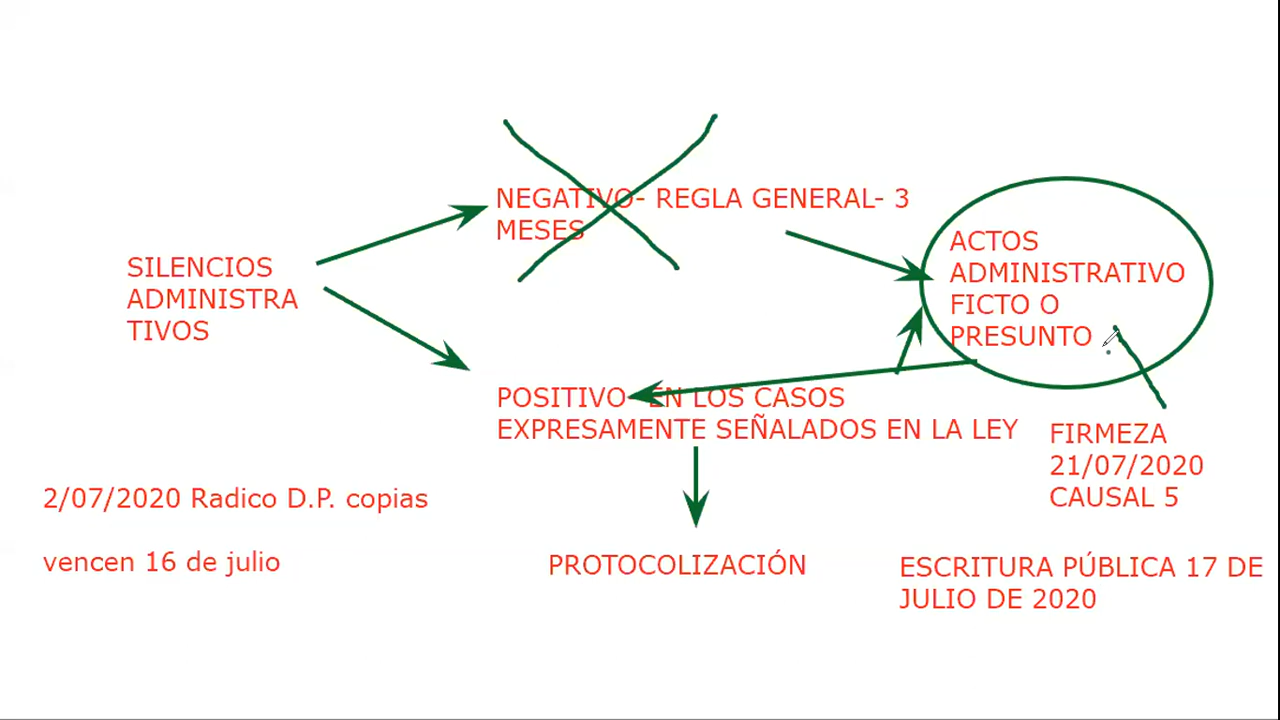 NEGATIVO- REGLA GENERAL- 3
MESES
SILENCIOS
ADMINISTRA
TIVOS
ACTOS
ADMINISTRATIVO
FICTO O
PRESUNTO
POSITIVO- EN LOS CASOS
EXPRESAMENTE SEÑALADOS EN LA LEY
FIRMEZA
21/07/2020
CAUSAL 5
2/07/2020 Radico D.P. copias
vencen 16 de julio
PROTOCOLIZACIÓN
ESCRITURA PÚBLICA 17 DE
JULIO DE 2020